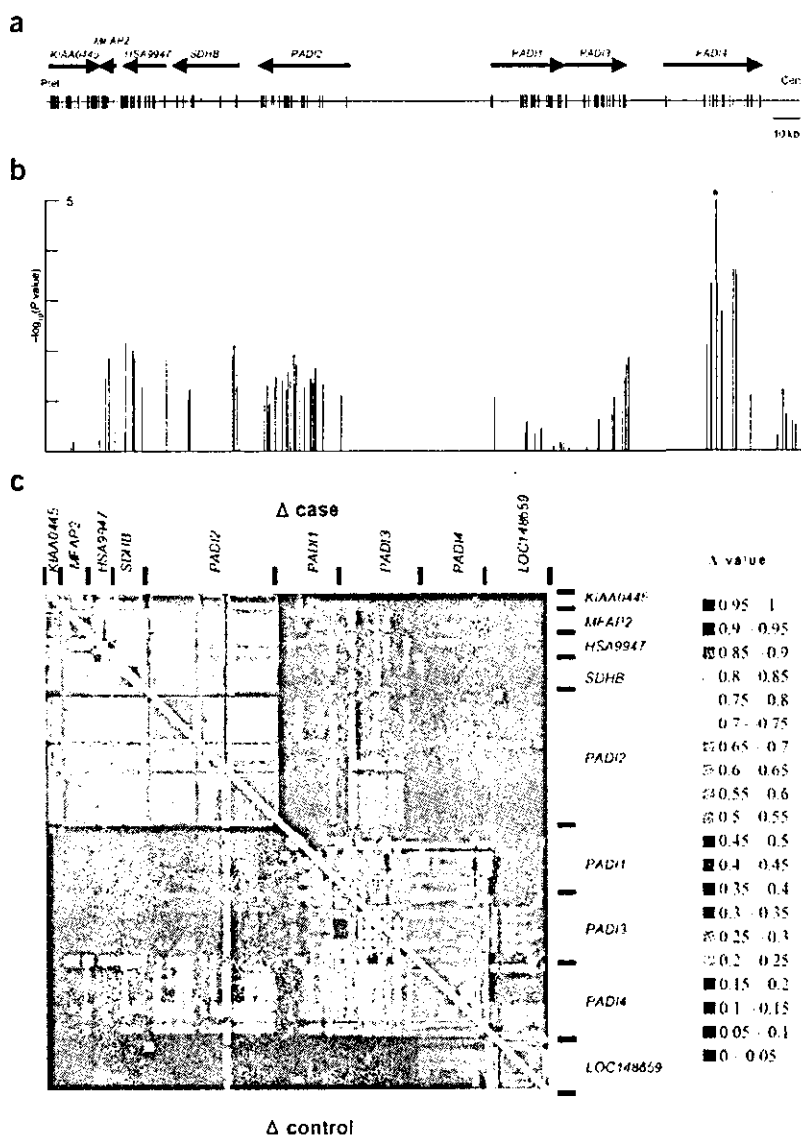 a
MFAP2
KIAA0445 HSA9947 SDHB PADI2 PADI1 PADI3 PADI4
Ptel Cen
10 kb
b
5
-log10(P value)
c
Δ case
KIAA0445 MFAP2 HSA9947 SDHB PADI2 PADI1 PADI3 PADI4 LOC148659
Δ value
KIAA0445
MFAP2
HSA9947
SDHB
PADI2
PADI1
PADI3
PADI4
LOC148659
0.95 1
0.9 0.95
0.85 0.9
0.8 0.85
0.75 0.8
0.7 0.75
0.65 0.7
0.6 0.65
0.55 0.6
0.5 0.55
0.45 0.5
0.4 0.45
0.35 0.4
0.3 0.35
0.25 0.3
0.2 0.25
0.15 0.2
0.1 0.15
0.05 0.1
0 0.05
Δ control